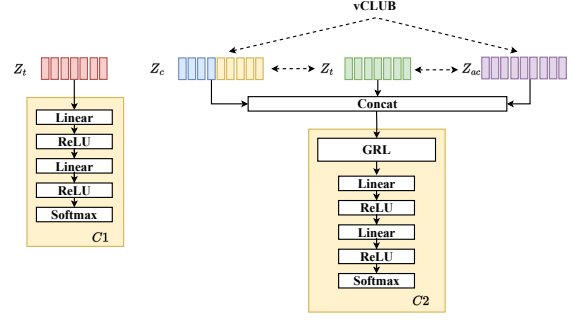 vCLUB
Z_t
Z_c
Z_t
Z_ac
Concat
Linear
ReLU
Linear
ReLU
Softmax
C1
GRL
Linear
ReLU
Linear
ReLU
Softmax
C2